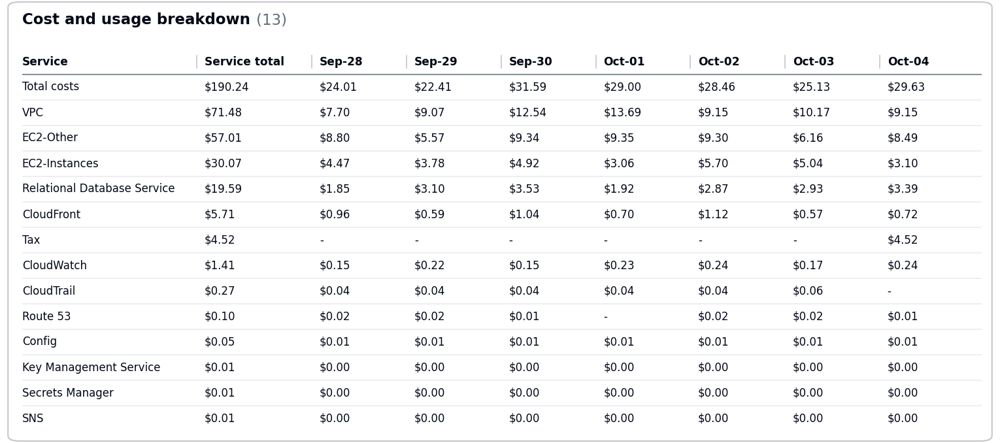 Cost and usage breakdown (13)
Service Service total Sep-28 Sep-29 Sep-30 Oct-01 Oct-02 Oct-03 Oct-04
Total costs $190.24 $24.01 $22.41 $31.59 $29.00 $28.46 $25.13 $29.63
VPC $71.48 $7.70 $9.07 $12.54 $13.69 $9.15 $10.17 $9.15
EC2-Other $57.01 $8.80 $5.57 $9.34 $9.35 $9.30 $6.16 $8.49
EC2-Instances $30.07 $4.47 $3.78 $4.92 $3.06 $5.70 $5.04 $3.10
Relational Database Service $19.59 $1.85 $3.10 $3.53 $1.92 $2.87 $2.93 $3.39
CloudFront $5.71 $0.96 $0.59 $1.04 $0.70 $1.12 $0.57 $0.72
Tax $4.52 - - - - - - $4.52
CloudWatch $1.41 $0.15 $0.22 $0.15 $0.23 $0.24 $0.17 $0.24
CloudTrail $0.27 $0.04 $0.04 $0.04 $0.04 $0.04 $0.06 -
Route 53 $0.10 $0.02 $0.02 $0.01 - $0.02 $0.02 $0.01
Config $0.05 $0.01 $0.01 $0.01 $0.01 $0.01 $0.01 $0.01
Key Management Service $0.01 $0.00 $0.00 $0.00 $0.00 $0.00 $0.00 $0.00
Secrets Manager $0.01 $0.00 $0.00 $0.00 $0.00 $0.00 $0.00 $0.00
SNS $0.01 $0.00 $0.00 $0.00 $0.00 $0.00 $0.00 $0.00